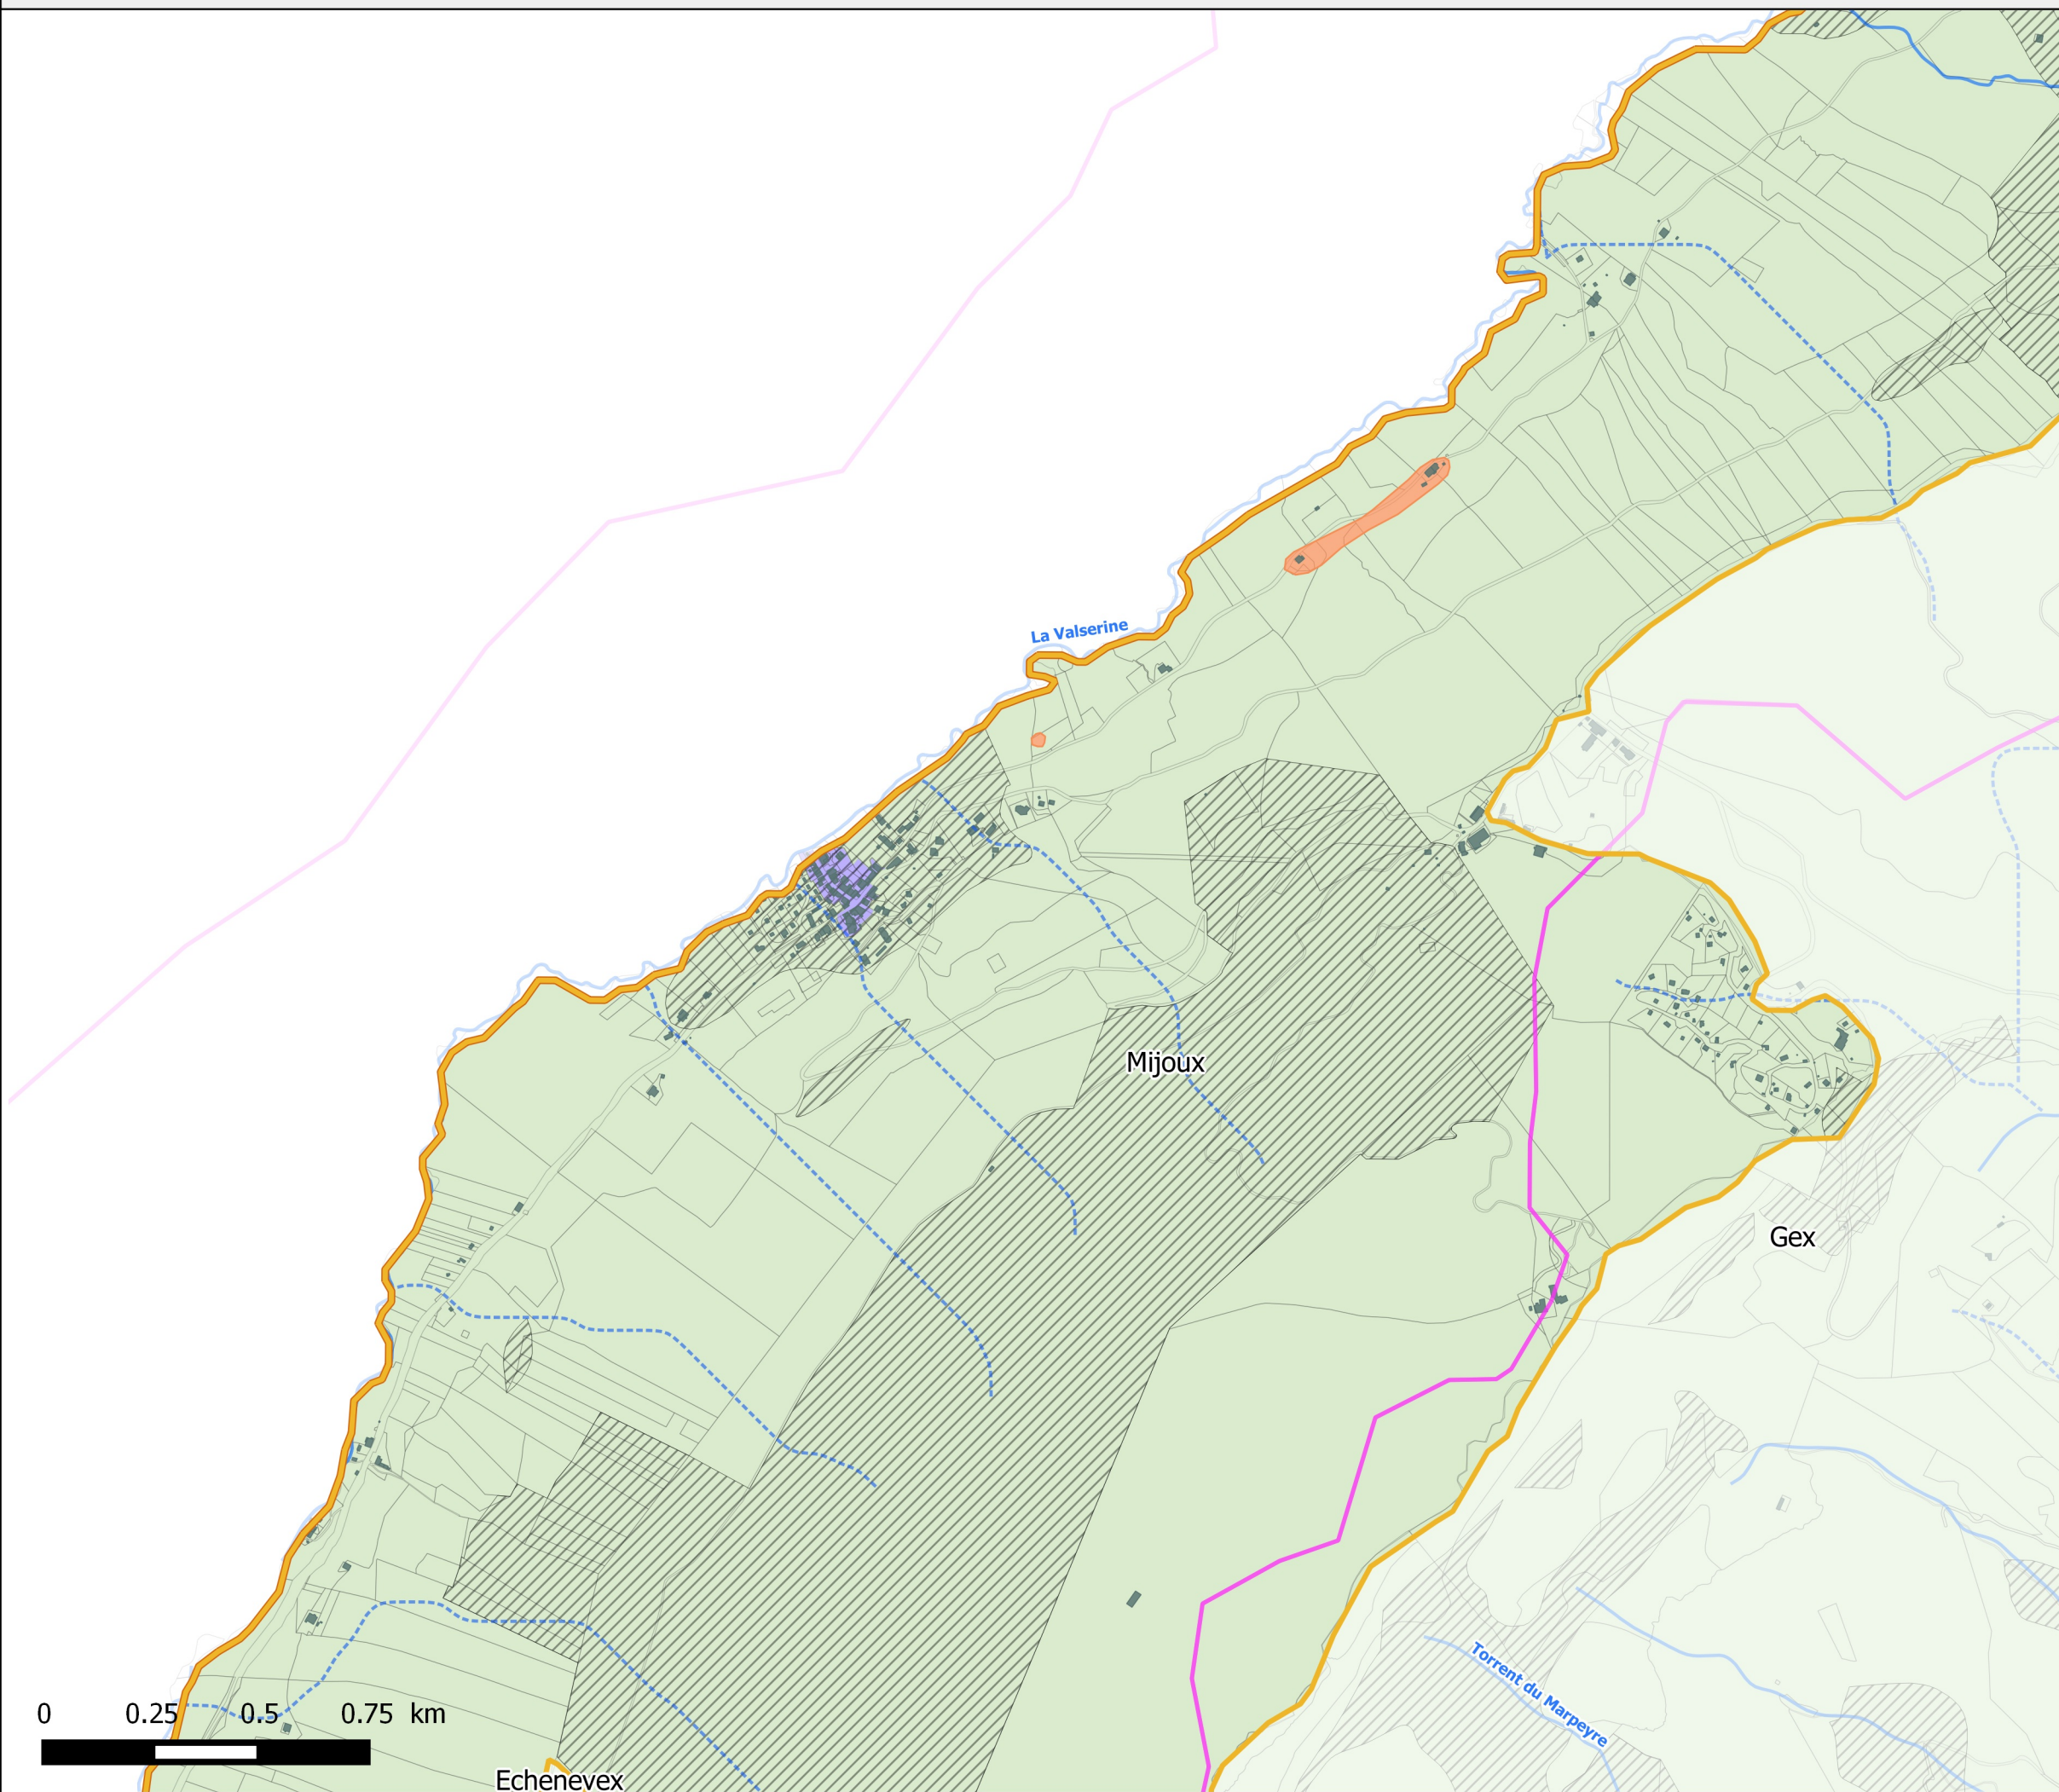 La Valserine
Mijoux
Gex
Torrent du Marpeyre
0 0.25 0.5 0.75 km
Echenevex